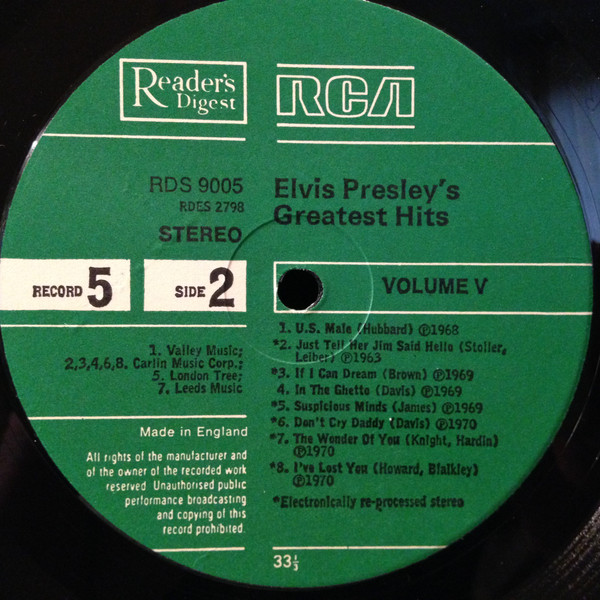 Reader's
Digest
RCA
RDS 9005
RDES 2798
STEREO
Elvis Presley's
Greatest Hits
RECORD 5
SIDE 2
VOLUME V
1. Valley Music;
2,3,4,6,8. Carlin Music Corp.;
5. London Tree;
7. Leeds Music
1. U.S. Male (Hubbard) ℗1968
*2. Just Tell Her Jim Said Hello (Stoller,
Leiber) ℗1963
*3. If I Can Dream (Brown) ℗1969
4. In The Ghetto (Davis) ℗1969
*5. Suspicious Minds (James) ℗1969
*6. Don't Cry Daddy (Davis) ℗1970
*7. The Wonder Of You (Knight, Hardin)
℗1970
*8. I've Lost You (Howard, Blaikley)
℗1970
*Electronically re-processed stereo
Made in England
All rights of the manufacturer and
of the owner of the recorded work
reserved. Unauthorised public
performance broadcasting
and copying of this
record prohibited.
33⅓